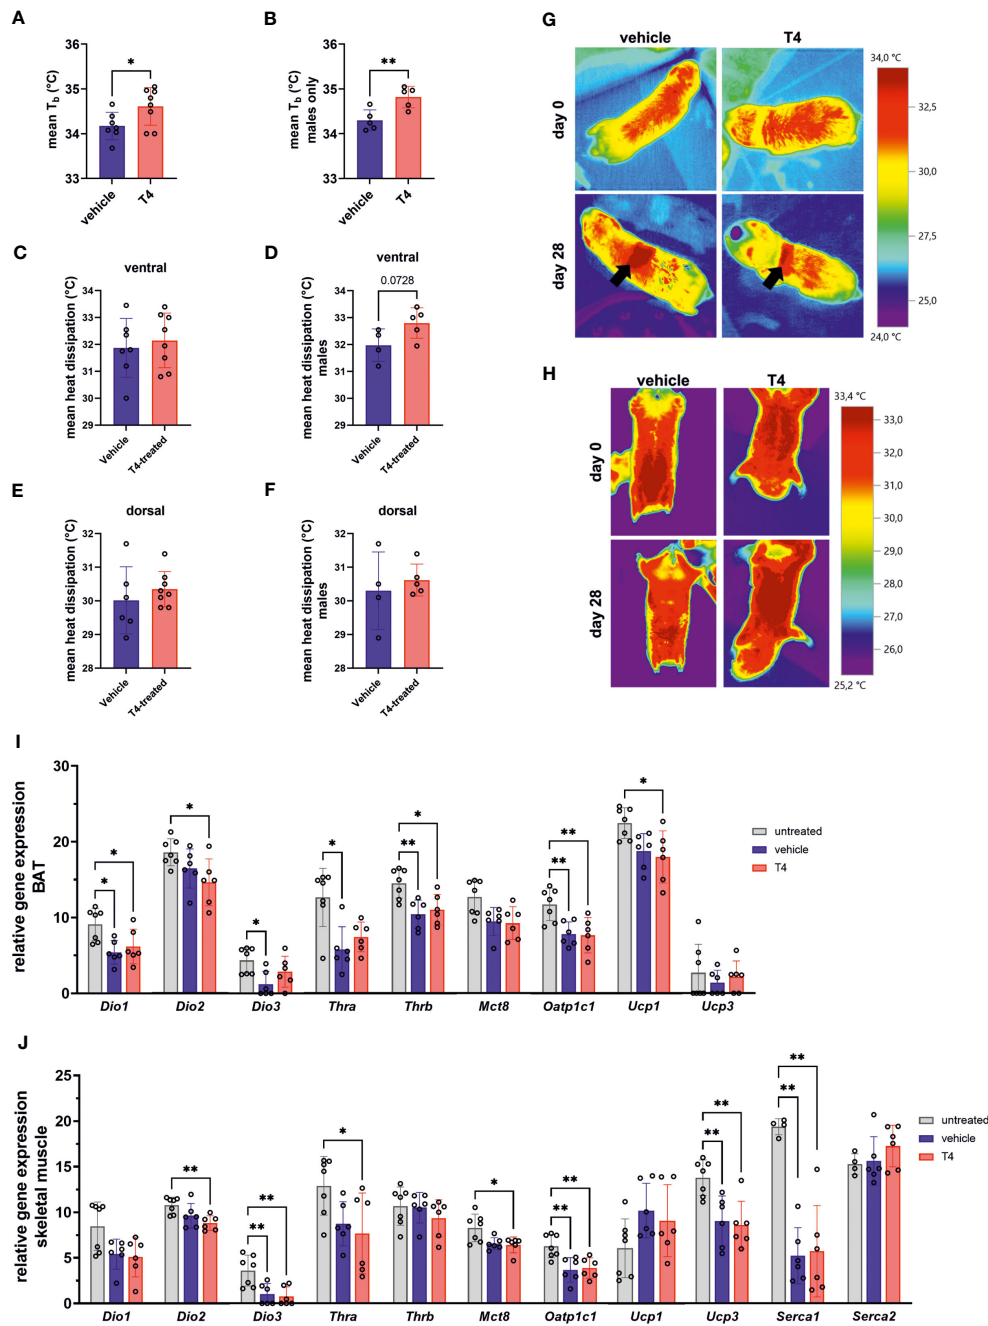 A
36
35
34
33
mean Tb (°C)
*
vehicle
T4
B
36
35
34
33
mean Tb (°C)
males only
**
vehicle
T4
C
ventral
34
33
32
31
30
29
mean heat dissipation (°C)
Vehicle
T4-treated
D
ventral
0.0728
34
33
32
31
30
29
mean heat dissipation (°C)
males
Vehicle
T4-treated
E
dorsal
32
31
30
29
28
mean heat dissipation (°C)
Vehicle
T4-treated
F
dorsal
32
31
30
29
28
mean heat dissipation (°C)
males
Vehicle
T4-treated
G
vehicle
T4
day 0
day 28
34,0 °C
32,5
30,0
27,5
25,0
24,0 °C
H
vehicle
T4
day 0
day 28
33,4 °C
33,0
32,0
31,0
30,0
29,0
28,0
27,0
26,0
25,2 °C
I
relative gene expression
BAT
30
20
10
0
* * * * * ** * ** ** *
untreated
vehicle
T4
Dio1 Dio2 Dio3 Thra Thrb Mct8 Oatp1c1 Ucp1 Ucp3
J
relative gene expression
skeletal muscle
25
20
15
10
5
0
** ** ** * * ** ** ** ** ** **
untreated
vehicle
T4
Dio1 Dio2 Dio3 Thra Thrb Mct8 Oatp1c1 Ucp1 Ucp3 Serca1 Serca2